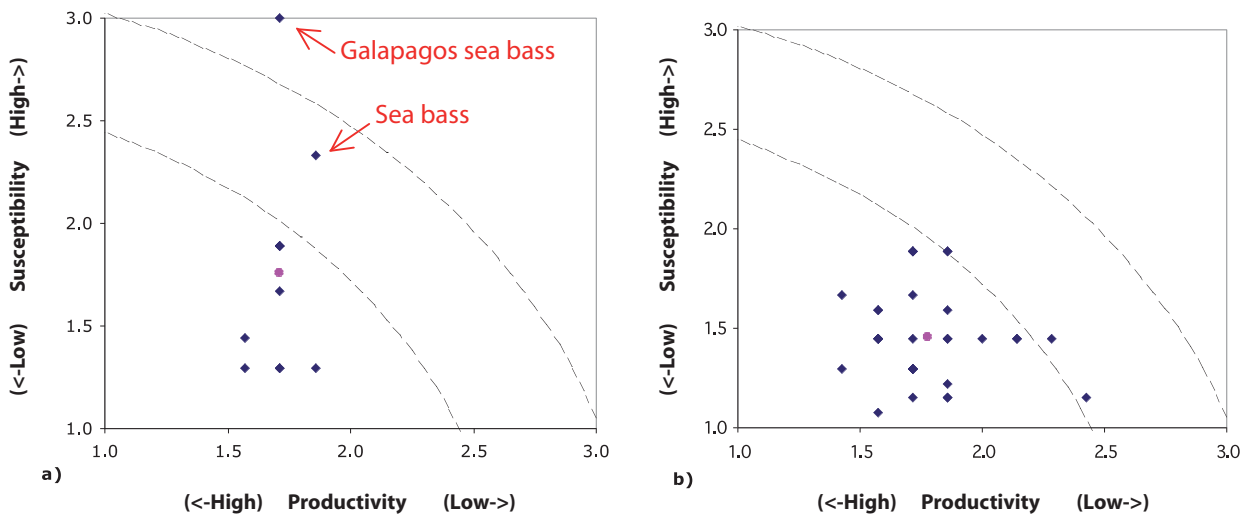 3.0
2.5
2.0
1.5
1.0
1.0
1.5
2.0
2.5
3.0
(<-Low) Susceptibility (High->)
(<-High) Productivity (Low->)
a)
Galapagos sea bass
Sea bass
3.0
2.5
2.0
1.5
1.0
1.0
1.5
2.0
2.5
3.0
(<-Low) Susceptibility (High->)
(<-High) Productivity (Low->)
b)